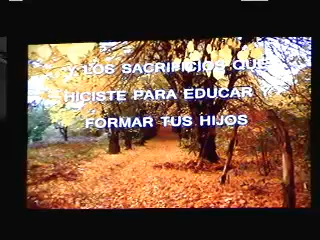 Y LOS SACRIFICIOS QUE
HICISTE PARA EDUCAR Y
FORMAR TUS HIJOS